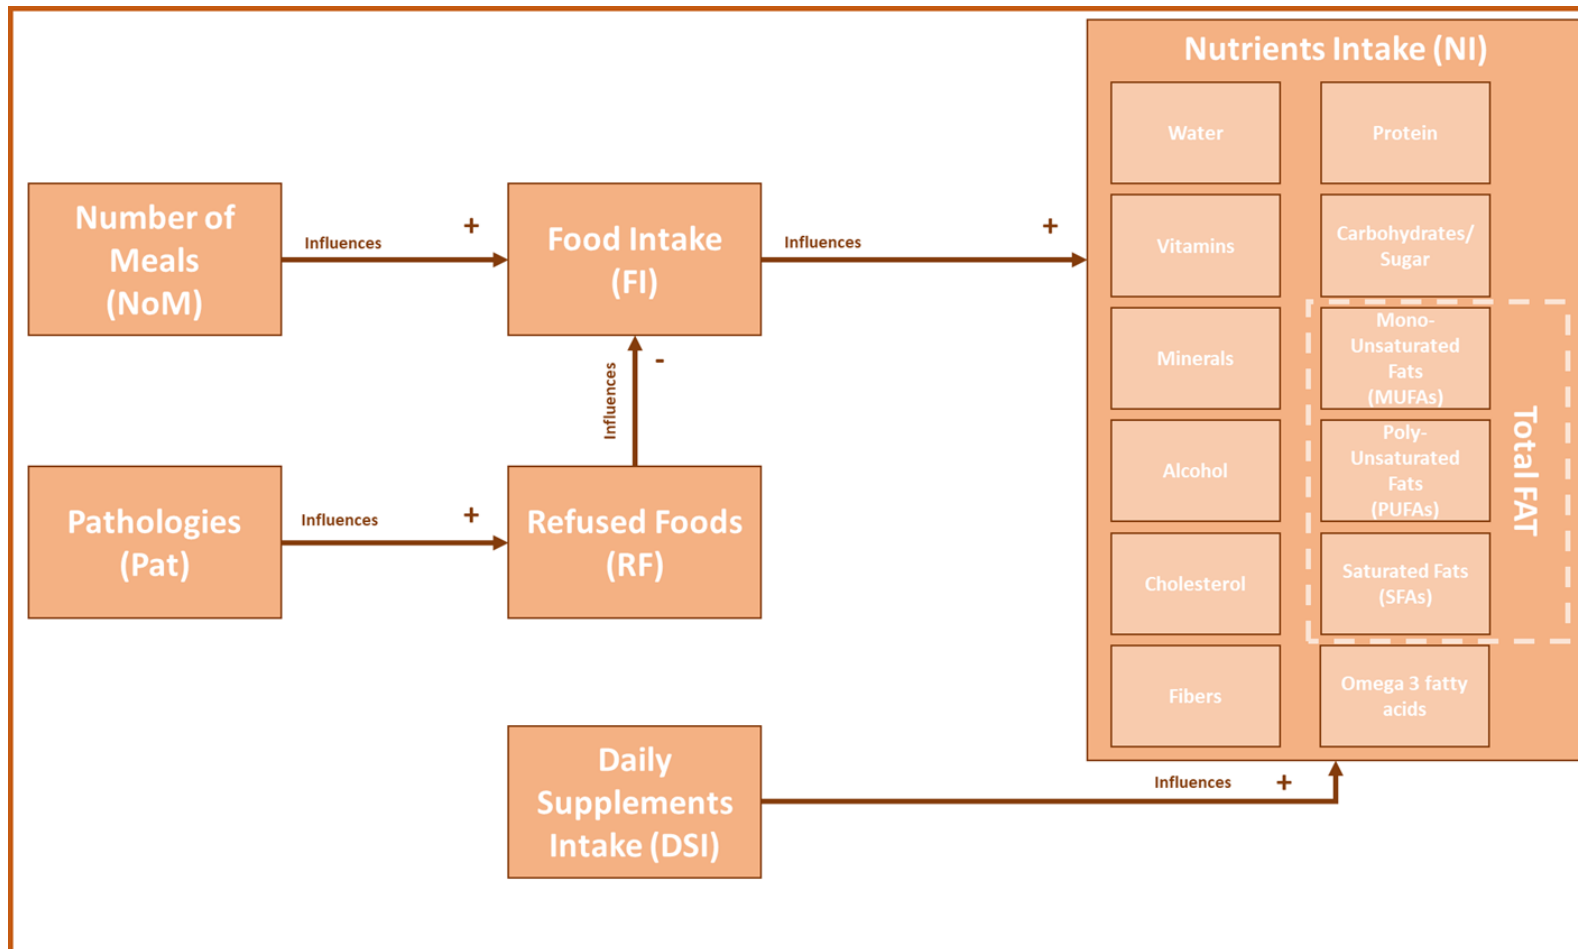 Nutrients Intake (NI)
Water
Protein
Number of
Meals
(NoM)
Influences
+
Food Intake
(FI)
Influences
+
Vitamins
Carbohydrates/
Sugar
Minerals
Mono-
Unsaturated
Fats
(MUFAs)
Influences
-
Total FAT
Pathologies
(Pat)
Influences
+
Refused Foods
(RF)
Alcohol
Poly-
Unsaturated
Fats
(PUFAs)
Cholesterol
Saturated Fats
(SFAs)
Fibers
Omega 3 fatty
acids
Daily
Supplements
Intake (DSI)
Influences
+